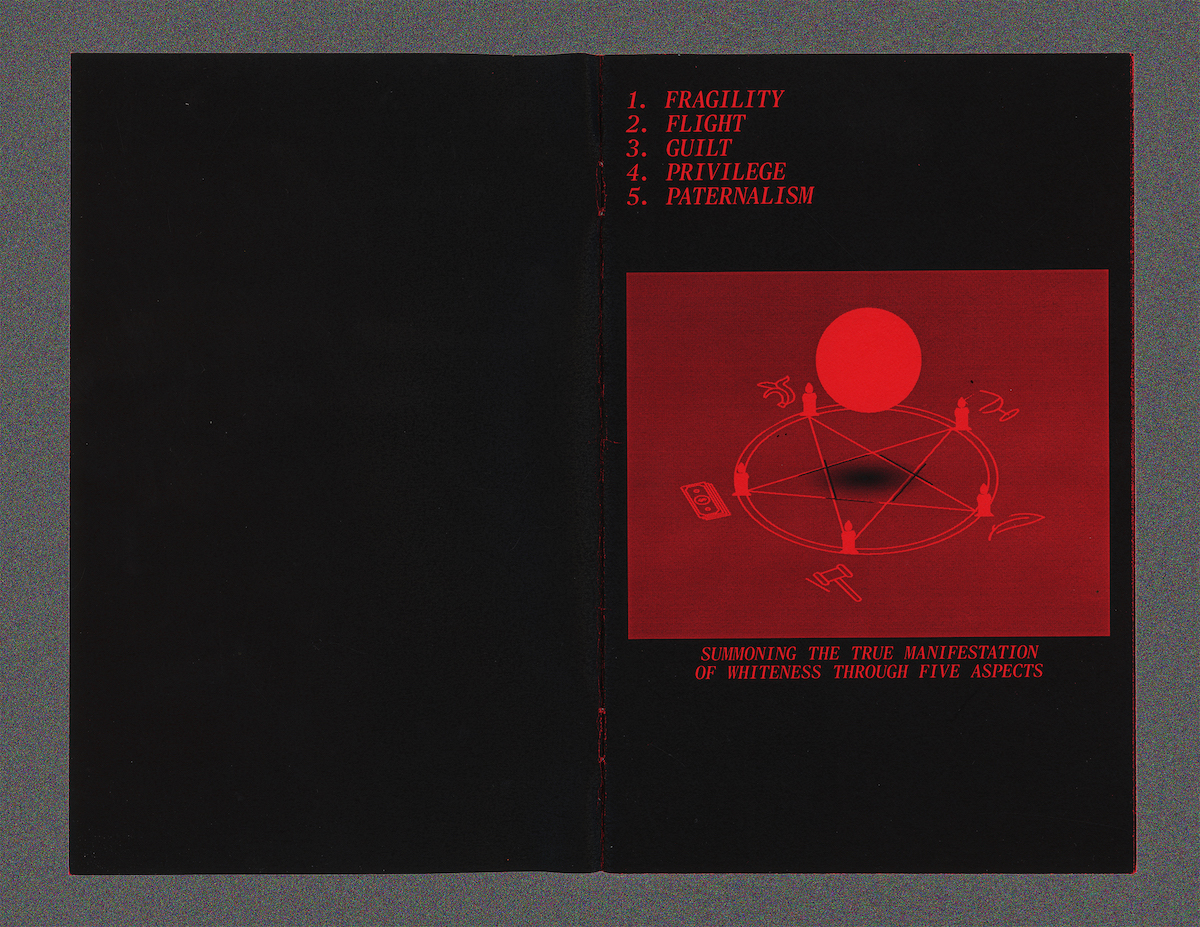 1. FRAGILITY
2. FLIGHT
3. GUILT
4. PRIVILEGE
5. PATERNALISM
SUMMONING THE TRUE MANIFESTATION
OF WHITENESS THROUGH FIVE ASPECTS